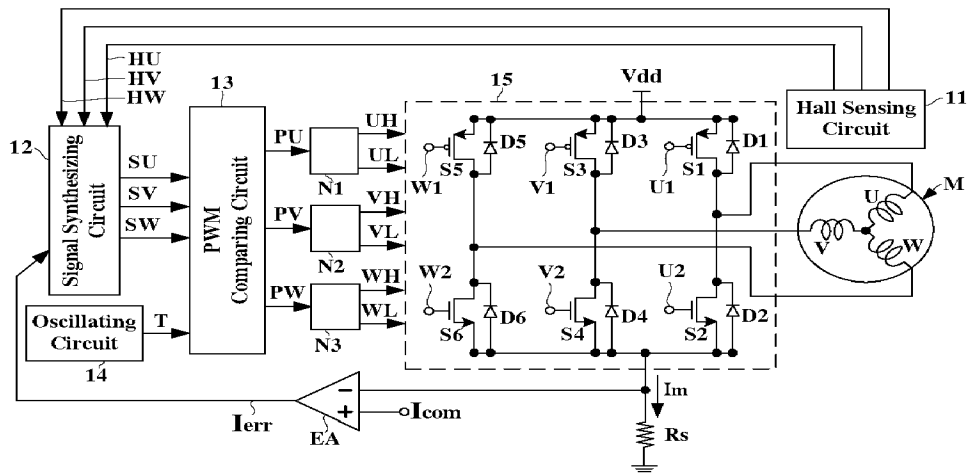 HU
HV
HW
13
15
Vdd
Hall Sensing
Circuit
11
12
Signal Synthesizing
Circuit
SU
SV
SW
PWM
Comparing Circuit
PU
PV
PW
N1
N2
N3
UH
UL
VH
VL
WH
WL
W1
S5
D5
V1
S3
D3
U1
S1
D1
W2
S6
D6
V2
S4
D4
U2
S2
D2
M
U
V
W
Oscillating
Circuit
14
T
Ierr
EA
−
+
Icom
Im
Rs